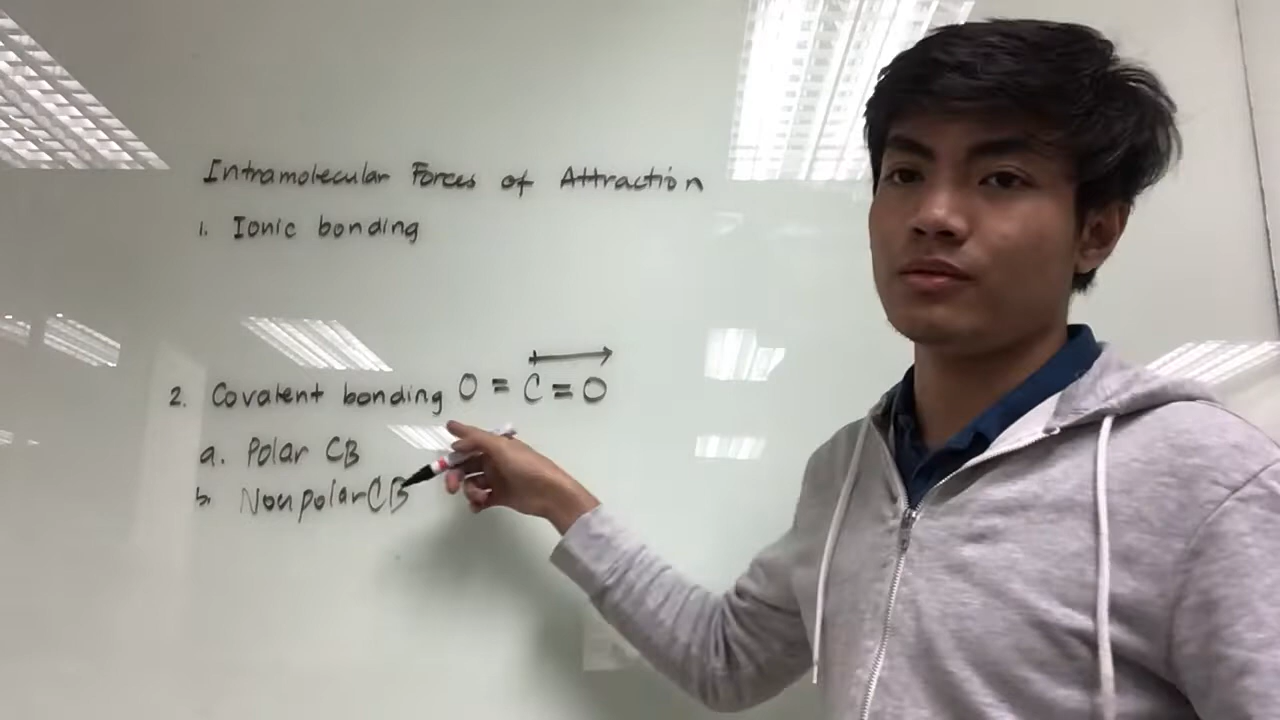 Intramolecular Forces of Attraction
1. Ionic bonding
2. Covalent bonding O = C = O
a. Polar CB
b. Nonpolar CB